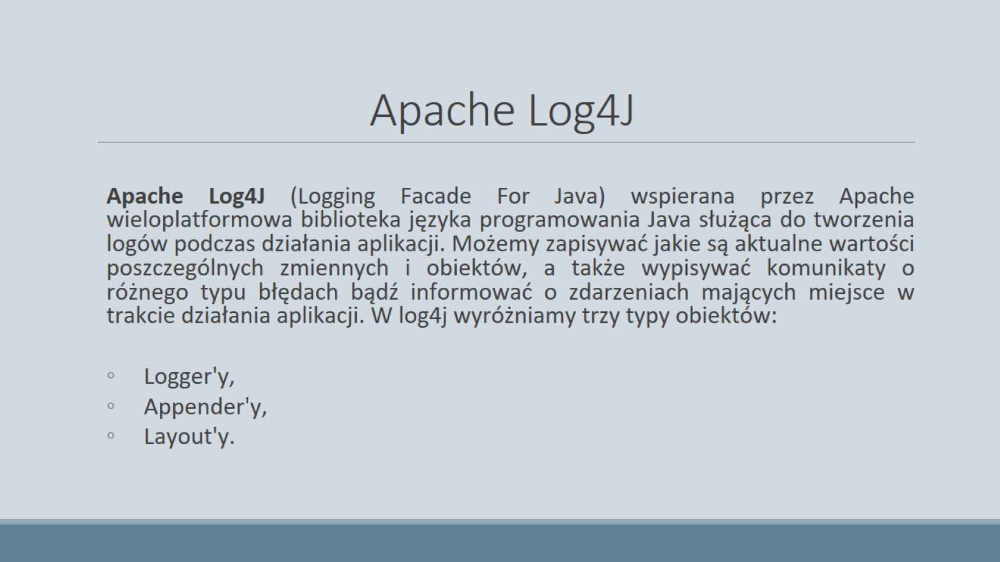 Apache Log4J
Apache Log4J (Logging Facade For Java) wspierana przez Apache
wieloplatformowa biblioteka języka programowania Java służąca do tworzenia
logów podczas działania aplikacji. Możemy zapisywać jakie są aktualne wartości
poszczególnych zmiennych i obiektów, a także wypisywać komunikaty o
różnego typu błędach bądź informować o zdarzeniach mających miejsce w
trakcie działania aplikacji. W log4j wyróżniamy trzy typy obiektów:
◦ Logger'y,
◦ Appender'y,
◦ Layout'y.